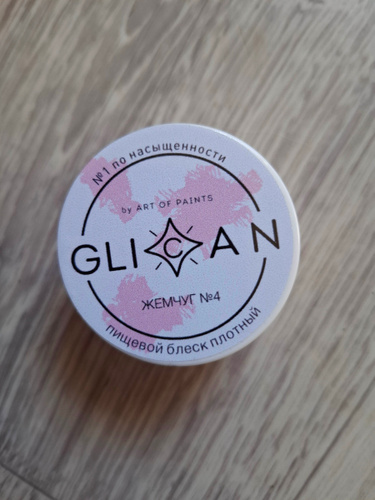 №1 по насыщенности
by ART OF PAINTS
GLICAN
ЖЕМЧУГ №4
пищевой блеск плотный